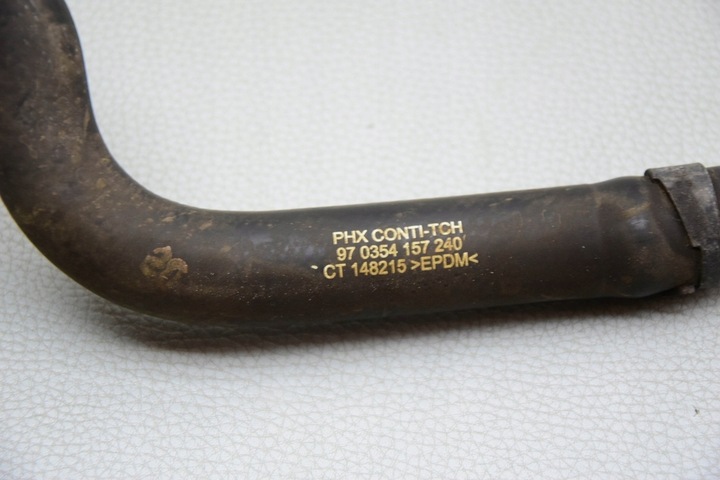 PHX CONTI-TCH
97 0354 157 240
CT 148215 >EPDM<